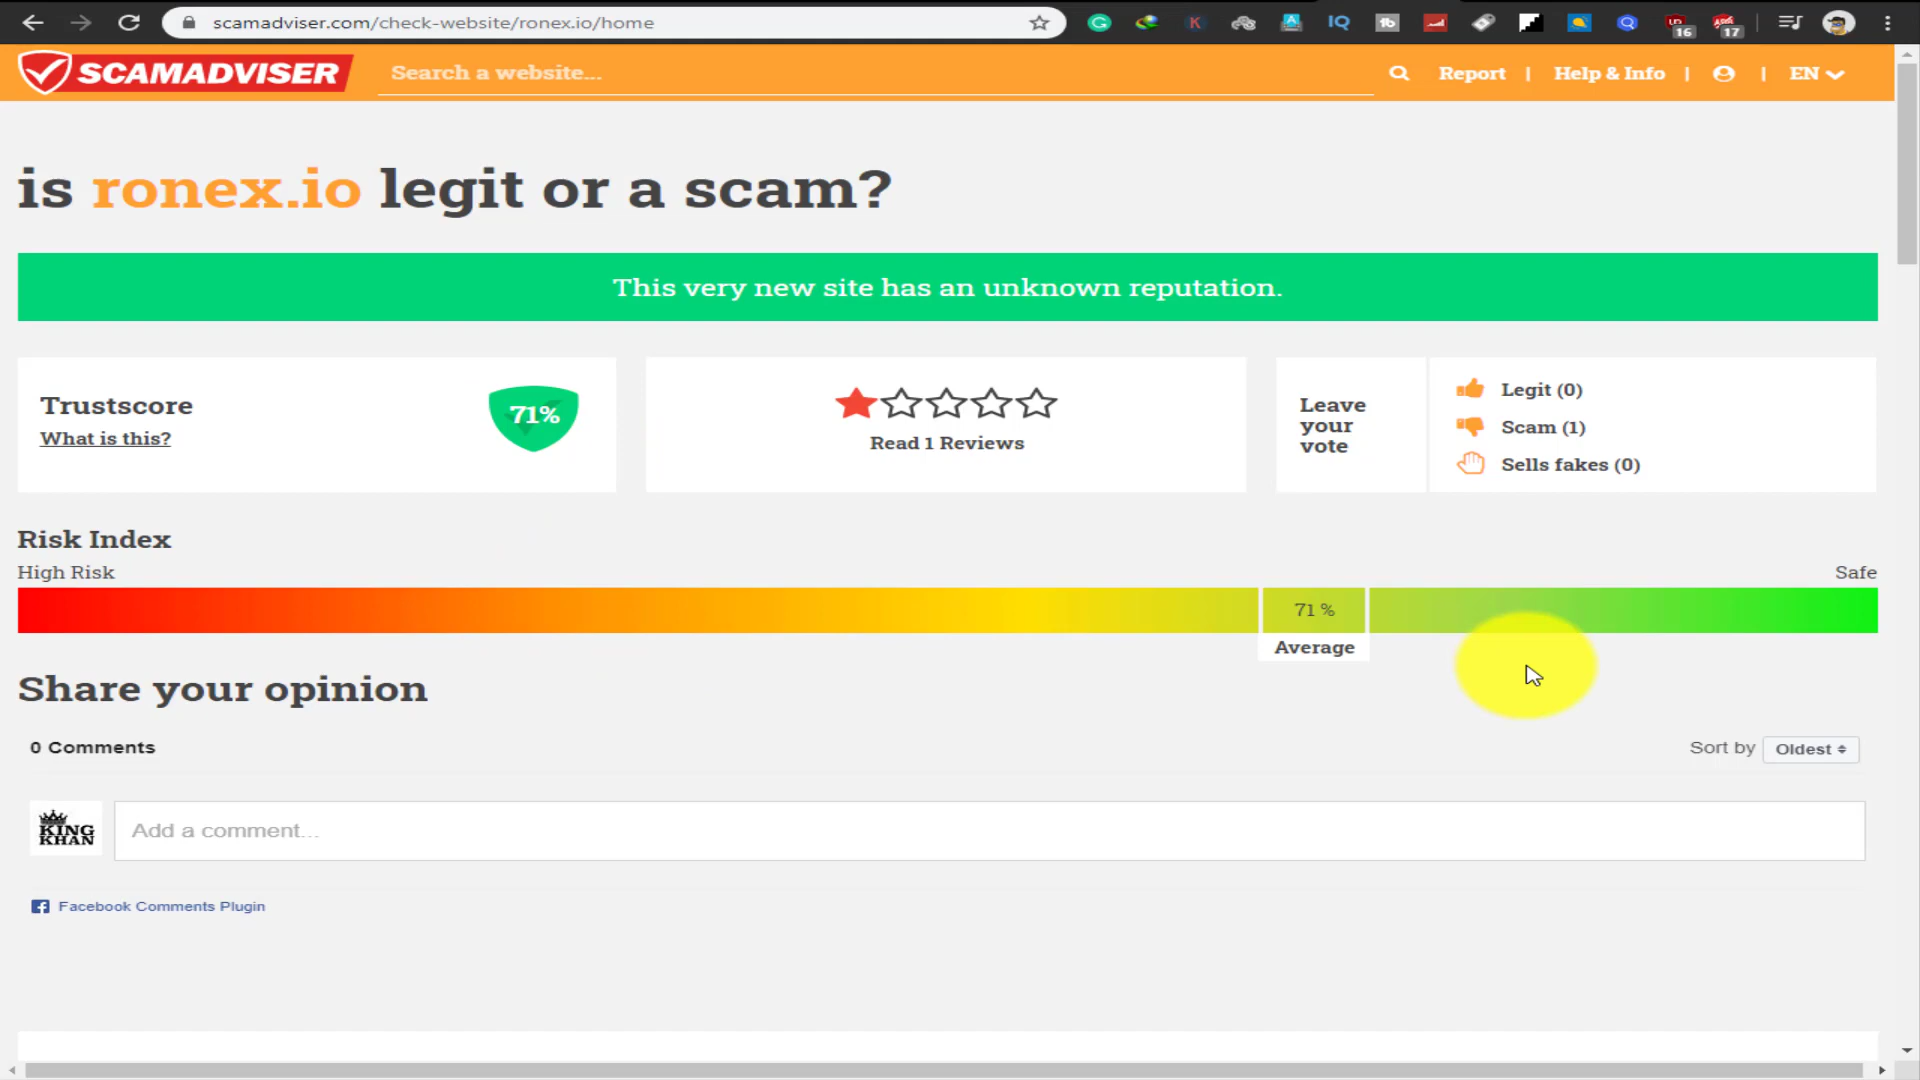 scamadviser.com/check-website/ronex.io/home
16
17
SCAMADVISER
Search a website...
Report | Help & Info | | EN
is ronex.io legit or a scam?
This very new site has an unknown reputation.
Trustscore
What is this?
71%
Read 1 Reviews
Leave
your
vote
Legit (0)
Scam (1)
Sells fakes (0)
Risk Index
High Risk
Safe
71 %
Average
Share your opinion
0 Comments
Sort by Oldest
KING
KHAN
Add a comment...
Facebook Comments Plugin